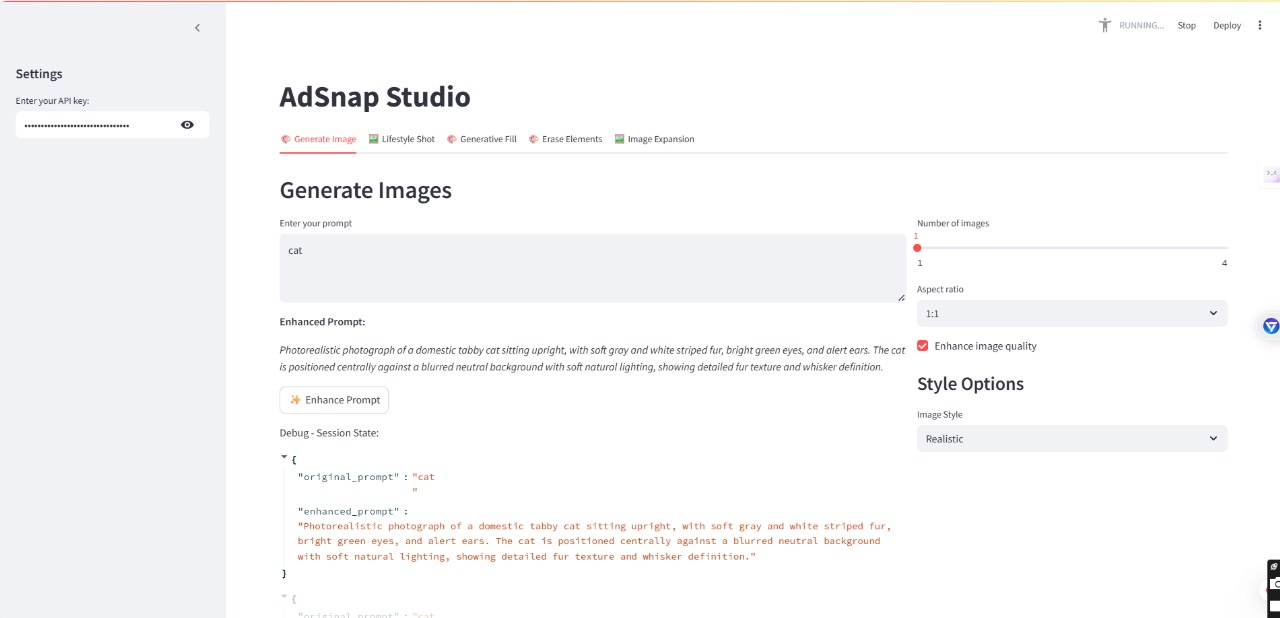 RUNNING...
Stop
Deploy
Settings
Enter your API key:
••••••••••••••••••••••••••••••••
AdSnap Studio
Generate Image
Lifestyle Shot
Generative Fill
Erase Elements
Image Expansion
Generate Images
Enter your prompt
cat
Enhanced Prompt:
Photorealistic photograph of a domestic tabby cat sitting upright, with soft gray and white striped fur, bright green eyes, and alert ears. The cat
is positioned centrally against a blurred neutral background with soft natural lighting, showing detailed fur texture and whisker definition.
Enhance Prompt
Debug - Session State:
{
"original_prompt" : "cat
"
"enhanced_prompt" :
"Photorealistic photograph of a domestic tabby cat sitting upright, with soft gray and white striped fur,
bright green eyes, and alert ears. The cat is positioned centrally against a blurred neutral background
with soft natural lighting, showing detailed fur texture and whisker definition."
}
{
"original_prompt" : "cat
Number of images
1
1
4
Aspect ratio
1:1
Enhance image quality
Style Options
Image Style
Realistic